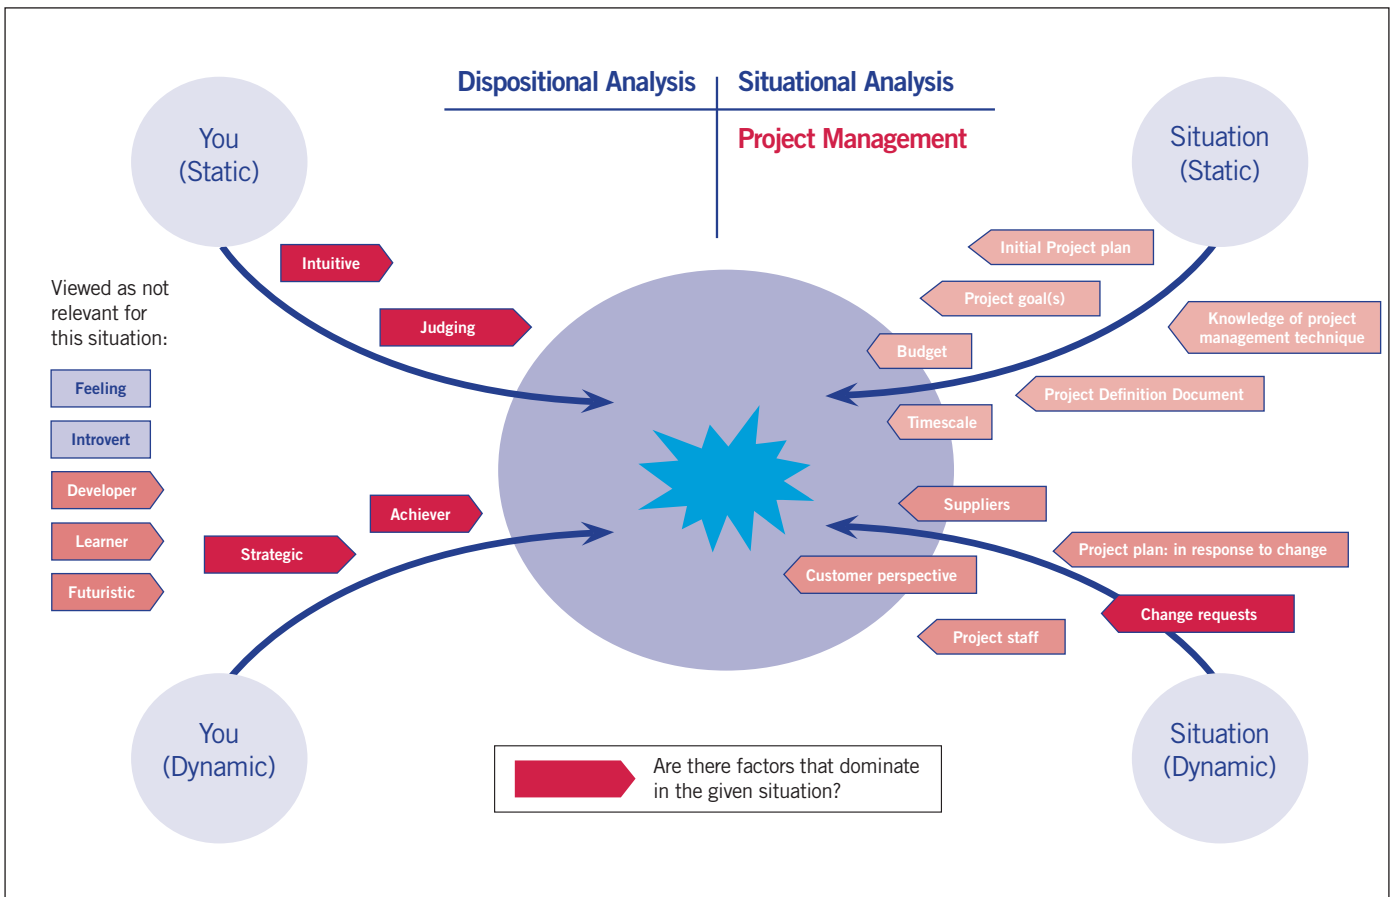 Dispositional Analysis
Situational Analysis
Project Management
You
(Static)
Situation
(Static)
Intuitive
Judging
Initial Project plan
Project goal(s)
Budget
Knowledge of project
management technique
Project Definition Document
Timescale
Viewed as not
relevant for
this situation:
Feeling
Introvert
Developer
Learner
Futuristic
Achiever
Strategic
Suppliers
Project plan: in response to change
Customer perspective
Change requests
Project staff
You
(Dynamic)
Situation
(Dynamic)
Are there factors that dominate
in the given situation?